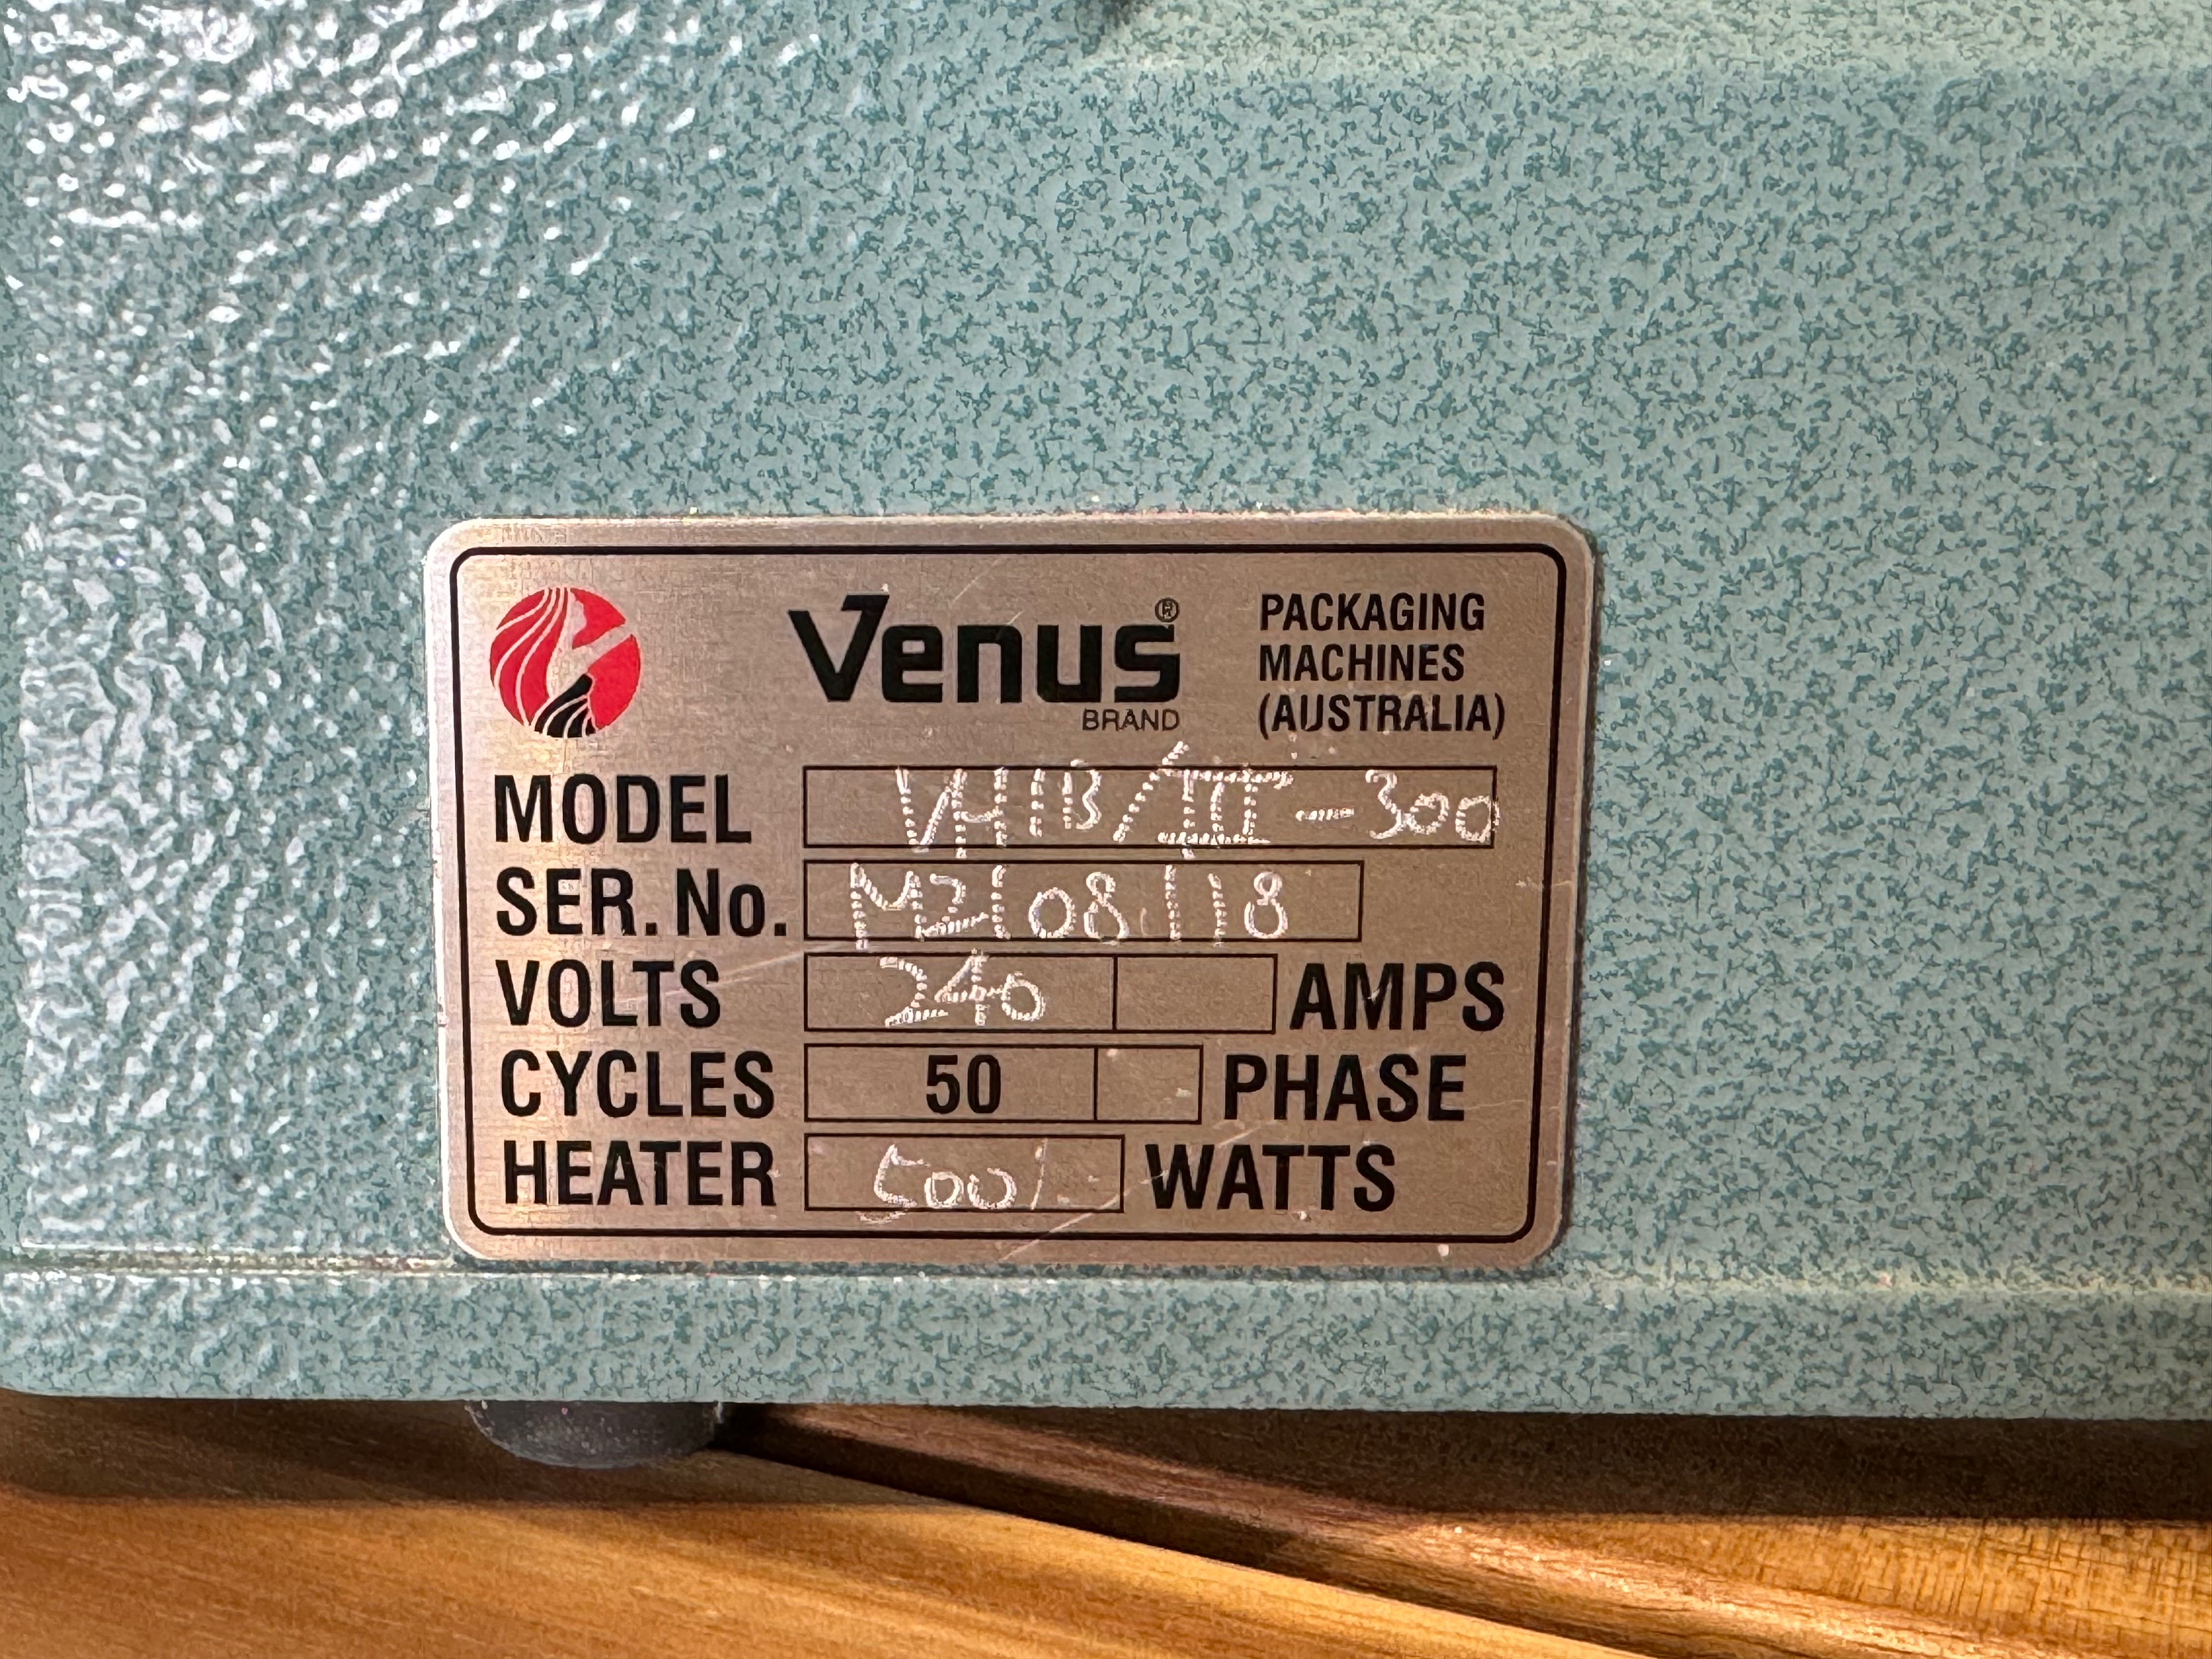 Venus®
BRAND
PACKAGING
MACHINES
(AUSTRALIA)
MODEL VHIB/III-300
SER. No. M2108118
VOLTS 240 AMPS
CYCLES 50 PHASE
HEATER 500 WATTS